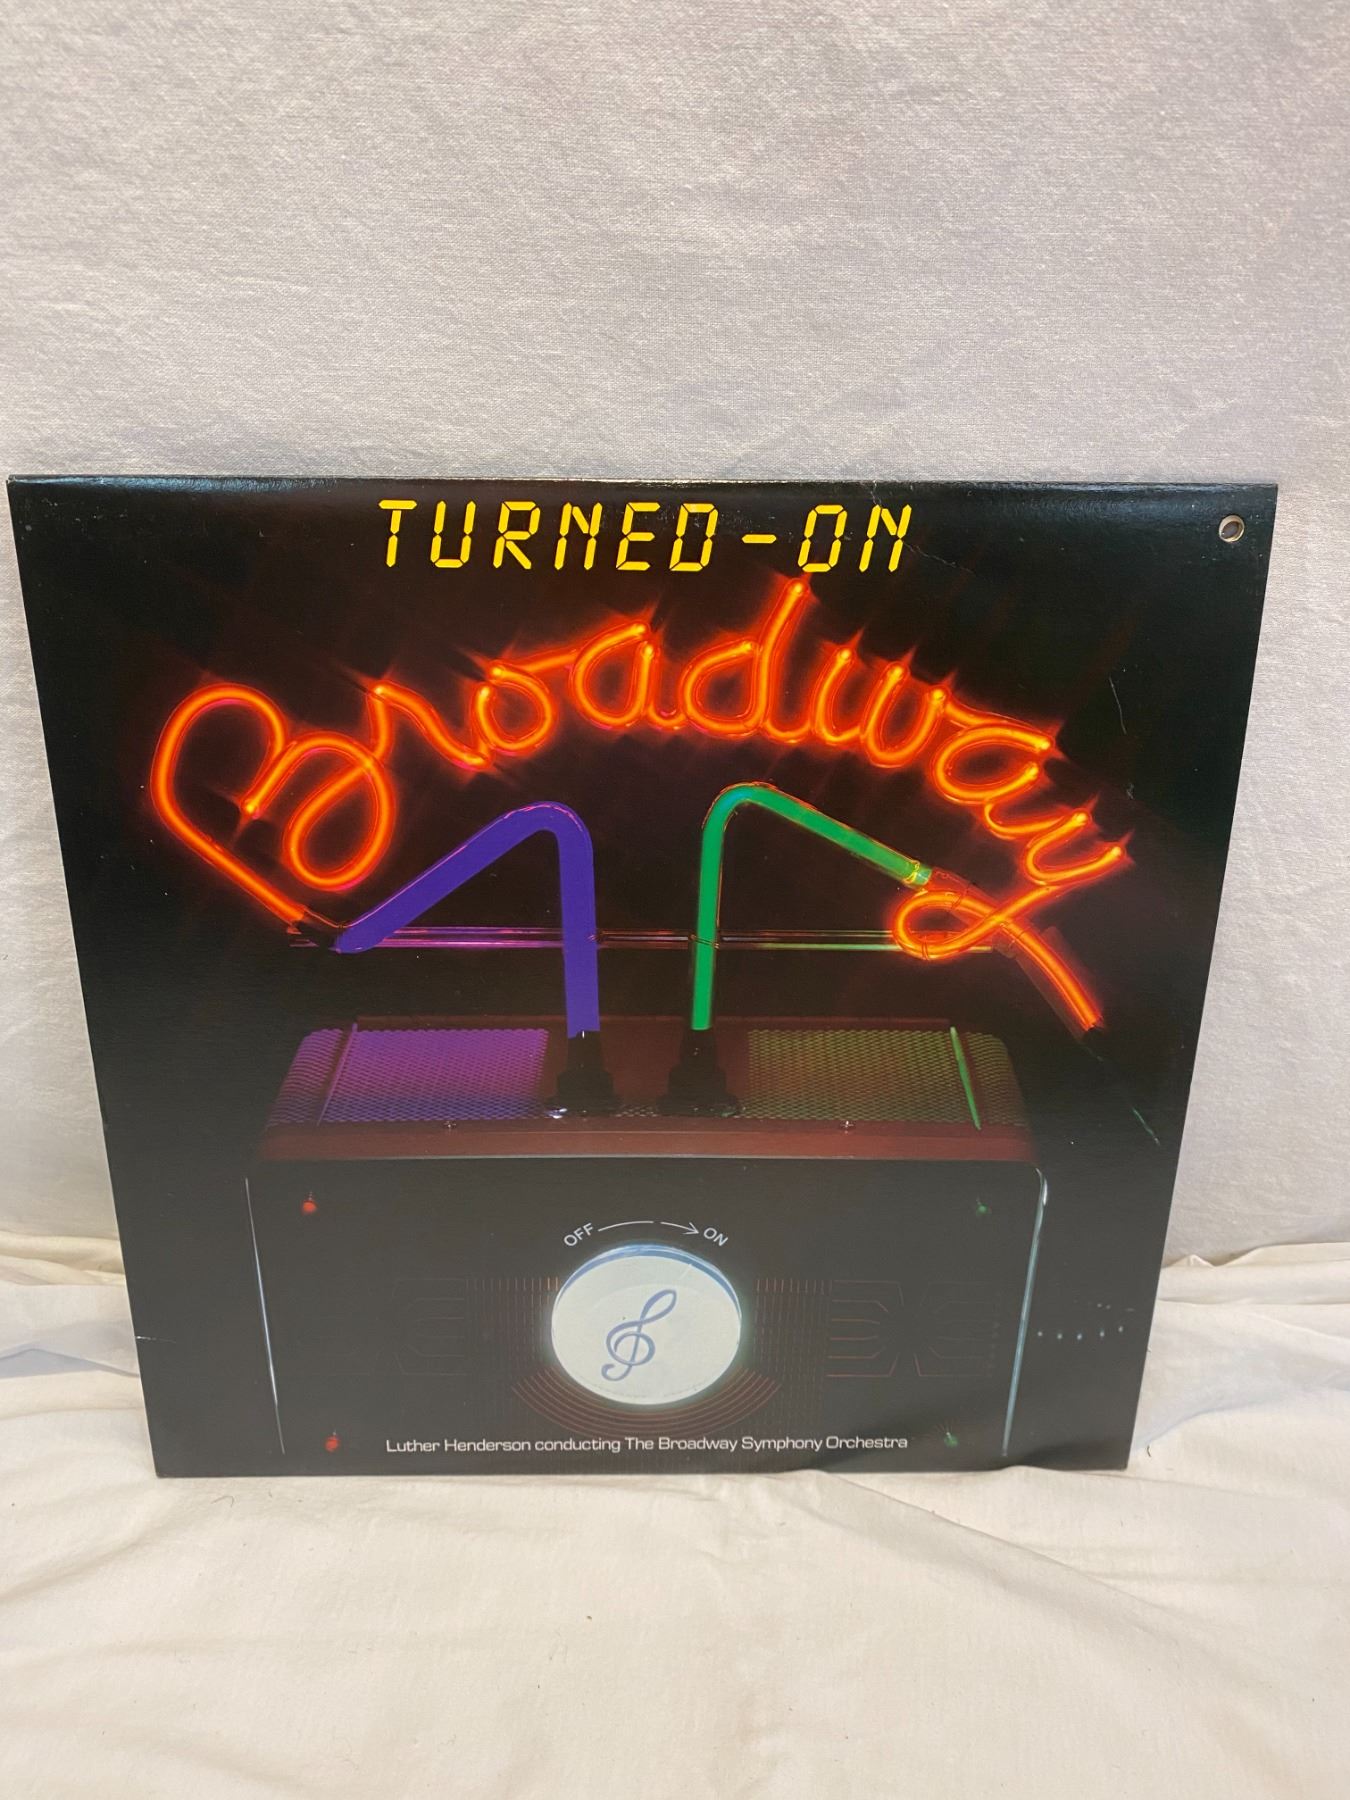 TURNED-ON
Broadway
OFF ON
Luther Henderson conducting The Broadway Symphony Orchestra